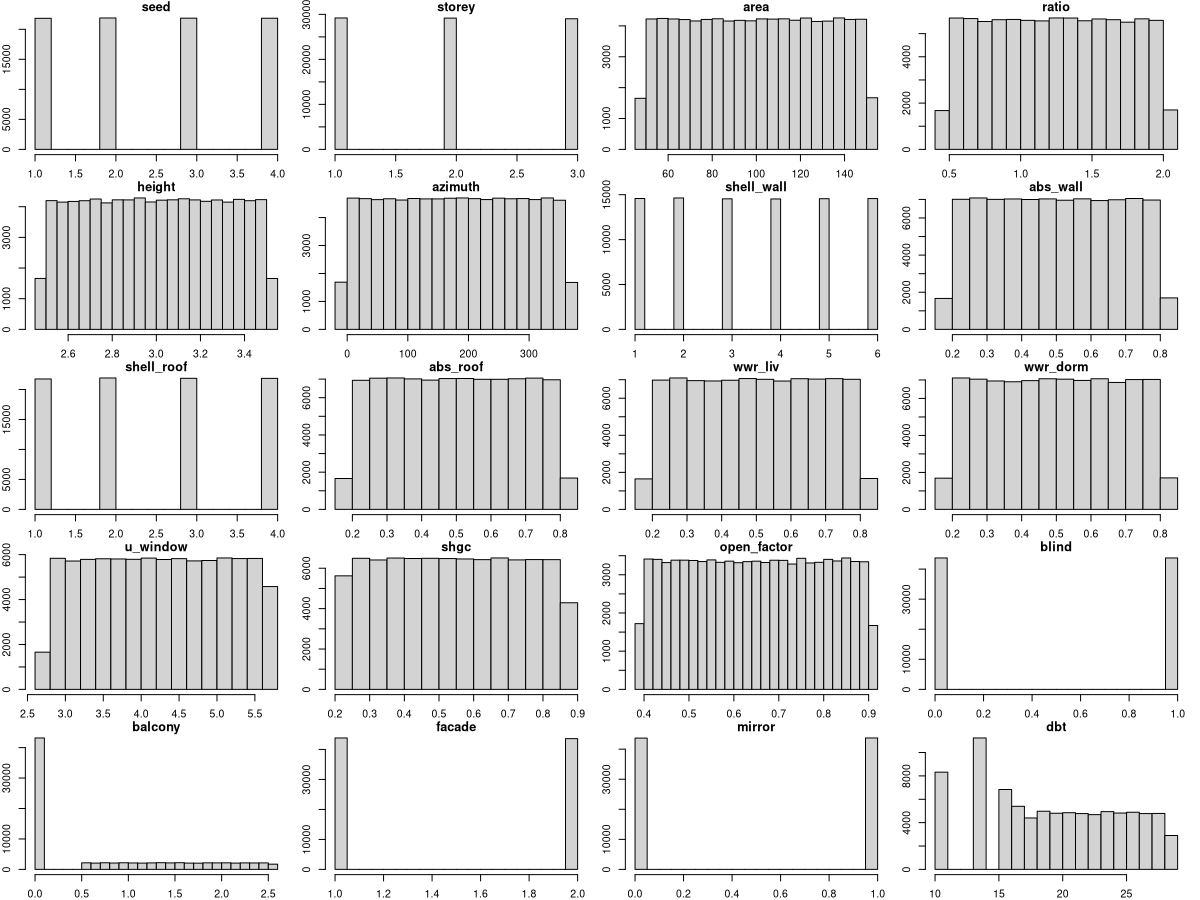 seed storey area ratio
0 5000 15000
1.0 1.5 2.0 2.5 3.0 3.5 4.0
0 10000 20000 30000
1.0 1.5 2.0 2.5 3.0
0 1000 3000
60 80 100 120 140
0 2000 4000
0.5 1.0 1.5 2.0
height azimuth shell_wall abs_wall
0 1000 3000
2.6 2.8 3.0 3.2 3.4
0 1000 3000
0 100 200 300
0 5000 10000 15000
1 2 3 4 5 6
0 2000 4000 6000
0.2 0.3 0.4 0.5 0.6 0.7 0.8
shell_roof abs_roof wwr_liv wwr_dorm
0 5000 15000
1.0 1.5 2.0 2.5 3.0 3.5 4.0
0 2000 4000 6000
0.2 0.3 0.4 0.5 0.6 0.7 0.8
0 2000 4000 6000
0.2 0.3 0.4 0.5 0.6 0.7 0.8
0 2000 4000 6000
0.2 0.3 0.4 0.5 0.6 0.7 0.8
u_window shgc open_factor blind
0 2000 4000 6000
2.5 3.0 3.5 4.0 4.5 5.0 5.5
0 2000 4000 6000
0.2 0.3 0.4 0.5 0.6 0.7 0.8 0.9
0 1000 2000 3000
0.4 0.5 0.6 0.7 0.8 0.9
0 10000 30000
0.0 0.2 0.4 0.6 0.8 1.0
balcony facade mirror dbt
0 10000 30000
0.0 0.5 1.0 1.5 2.0 2.5
0 10000 30000
1.0 1.2 1.4 1.6 1.8 2.0
0 10000 30000
0.0 0.2 0.4 0.6 0.8 1.0
0 4000 8000
10 15 20 25